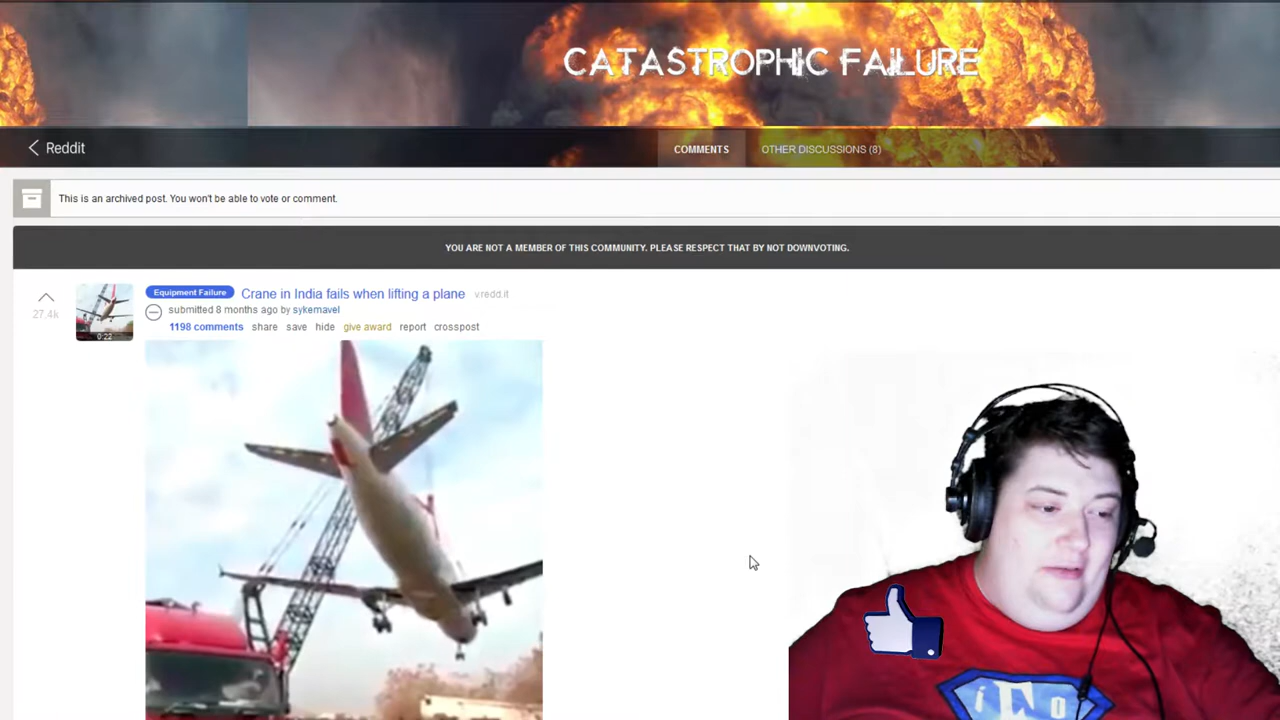 CATASTROPHIC FAILURE
Reddit
COMMENTS
OTHER DISCUSSIONS (8)
This is an archived post. You won't be able to vote or comment.
YOU ARE NOT A MEMBER OF THIS COMMUNITY. PLEASE RESPECT THAT BY NOT DOWNVOTING.
27.4k
0:22
Equipment Failure Crane in India fails when lifting a plane v.redd.it
submitted 8 months ago by sykernavel
1198 comments share save hide give award report crosspost